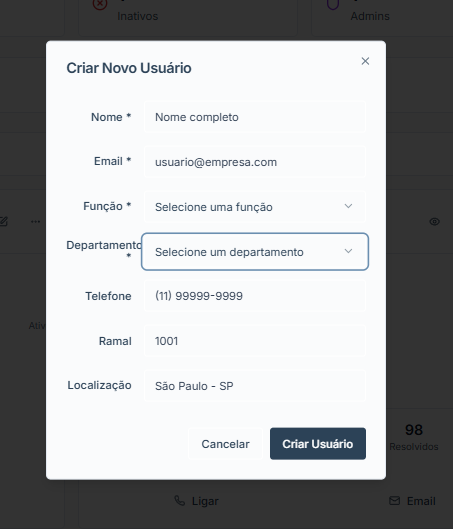 Inativos
Admins
Criar Novo Usuário
Nome * Nome completo
Email * usuario@empresa.com
Função * Selecione uma função
Departamento * Selecione um departamento
Telefone (11) 99999-9999
Ramal 1001
Localização São Paulo - SP
Cancelar Criar Usuário
Ativ
98
Resolvidos
Ligar
Email